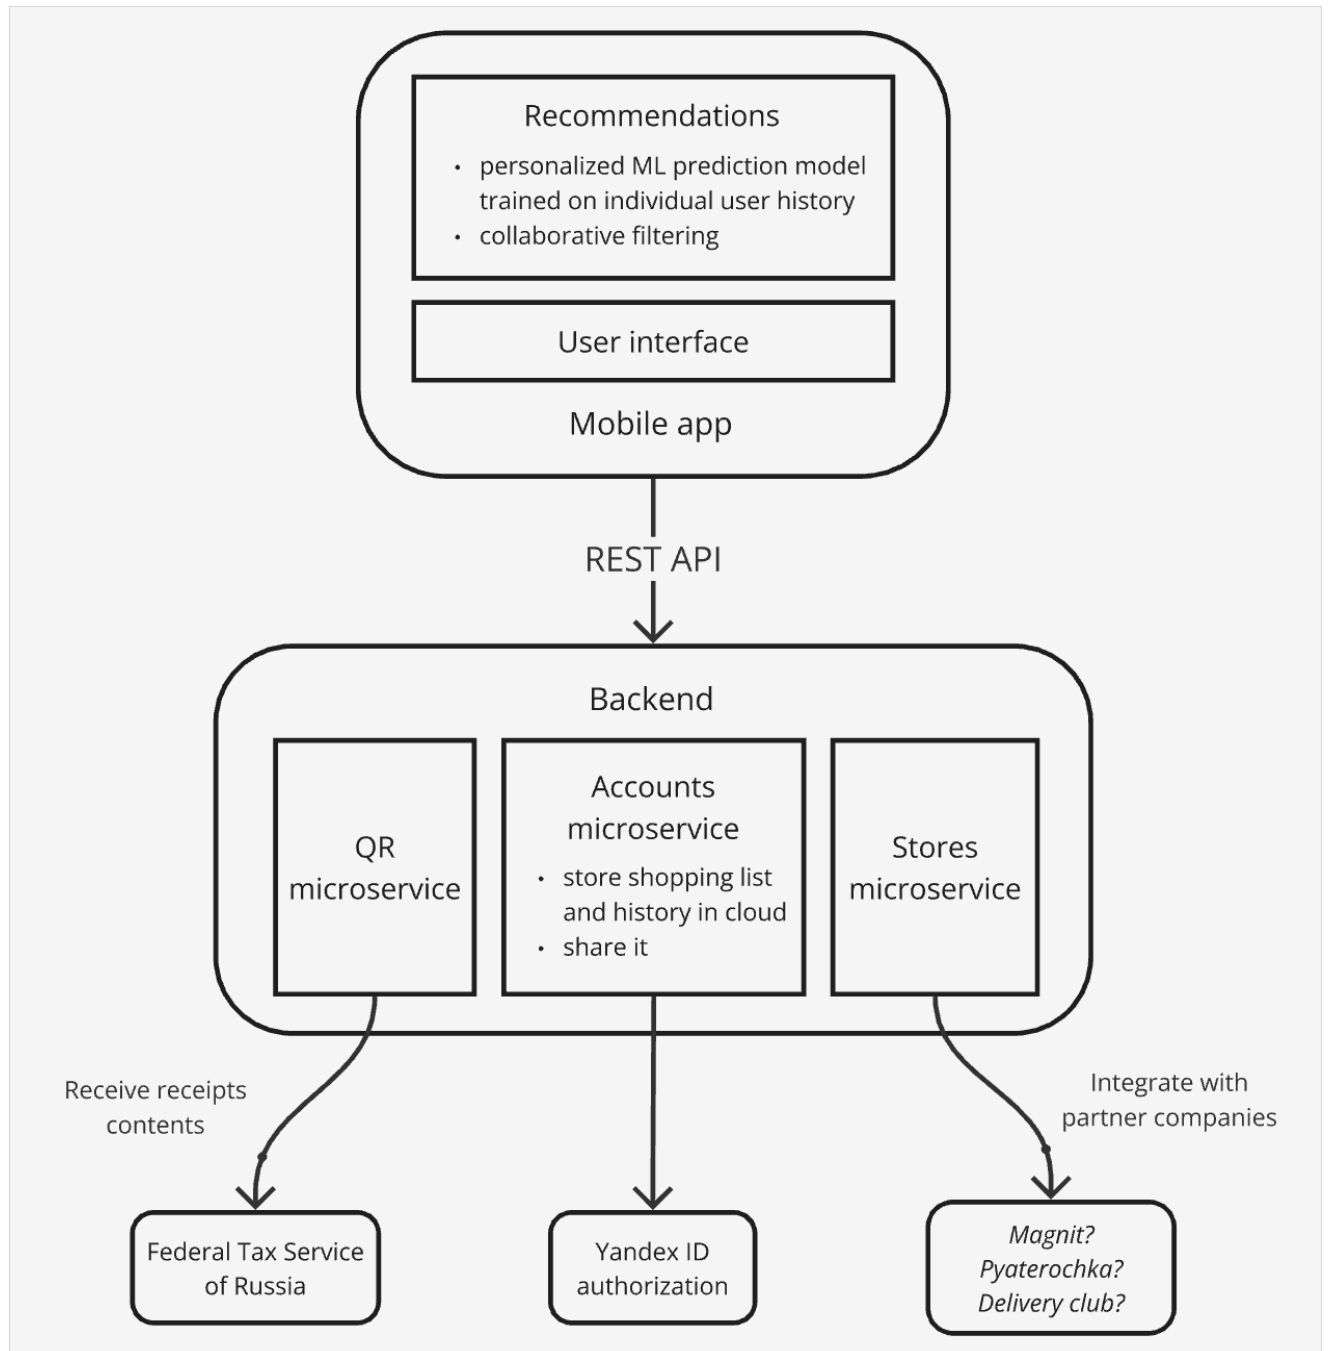 Recommendations
• personalized ML prediction model
trained on individual user history
• collaborative filtering
User interface
Mobile app
REST API
Backend
QR
microservice
Accounts
microservice
• store shopping list
and history in cloud
• share it
Stores
microservice
Receive receipts
contents
Integrate with
partner companies
Federal Tax Service
of Russia
Yandex ID
authorization
Magnit?
Pyaterochka?
Delivery club?